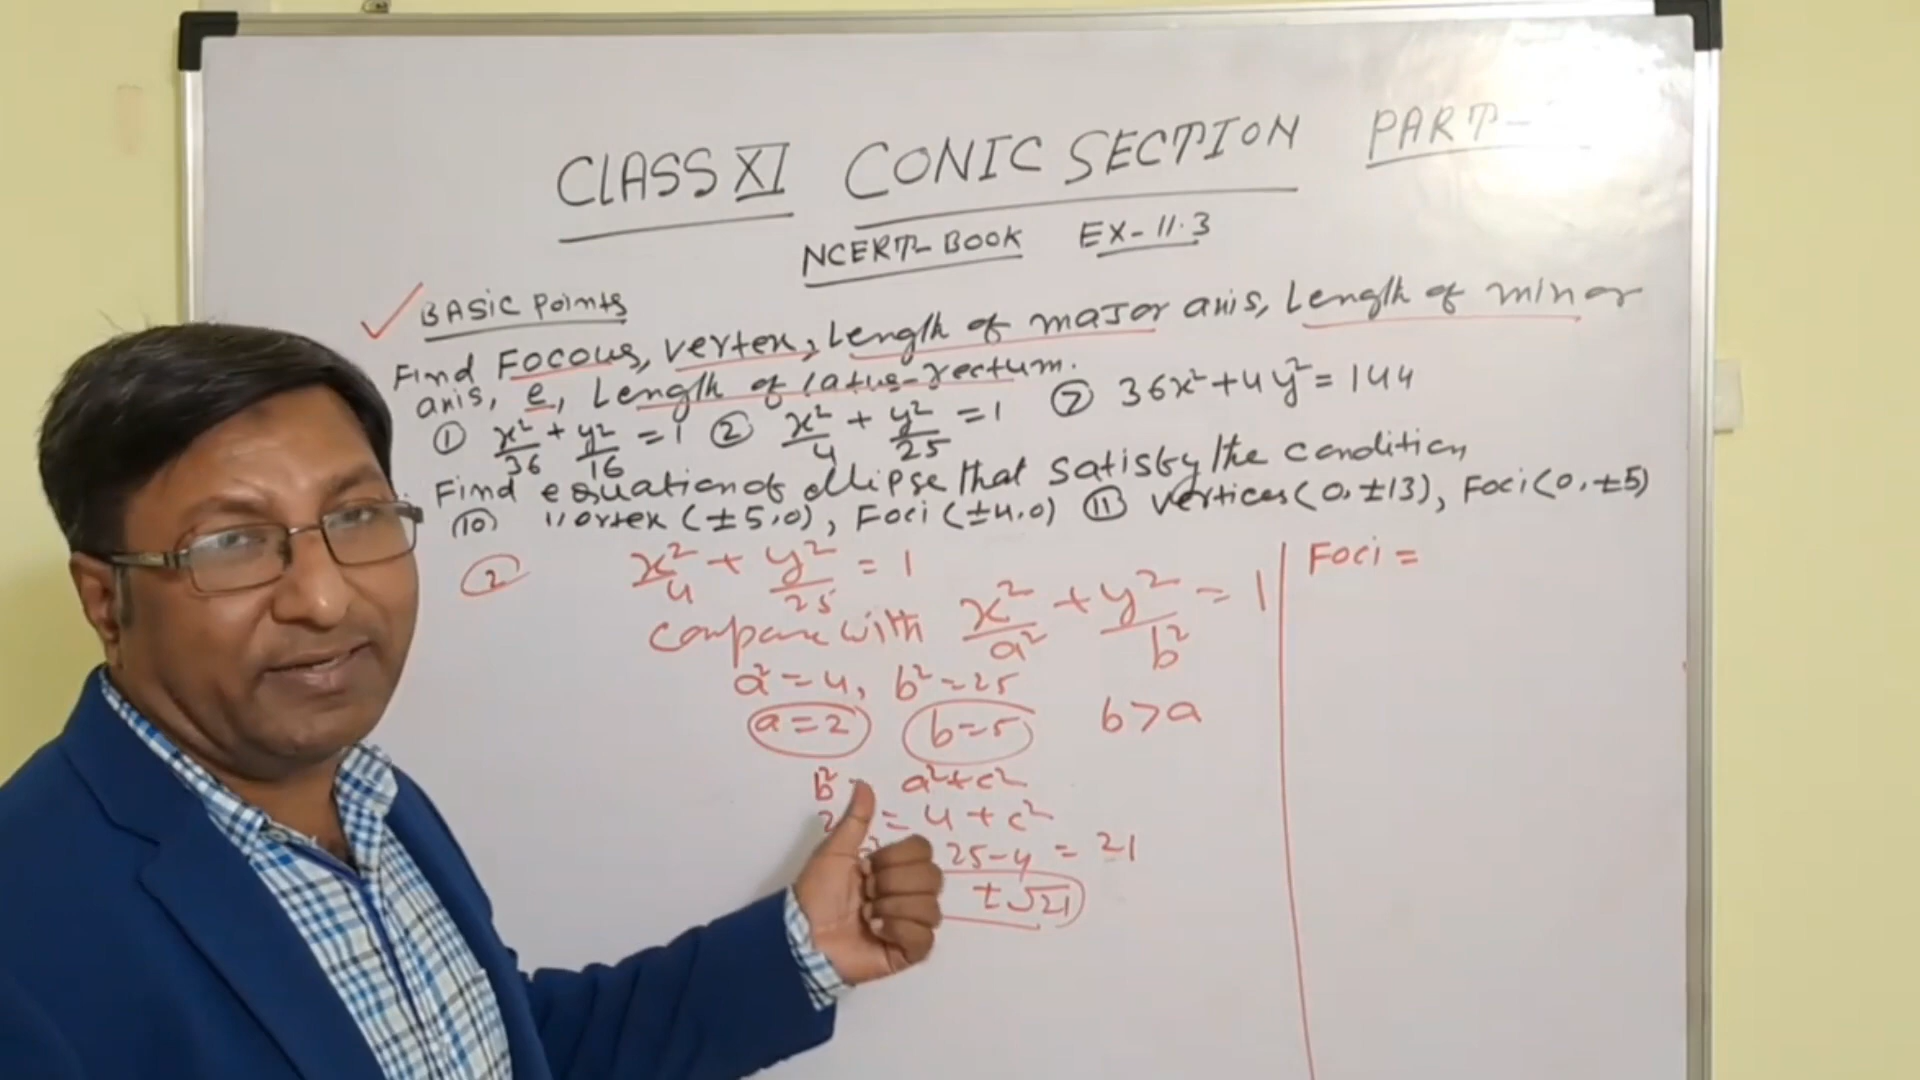 CLASS XI CONIC SECTION PART-
NCERT-BOOK EX-11.3
✓ BASIC Points
Find Focous, vertex, Length of major axis, Length of minor
axis, e, Length of latus-rectum.
① x²/36 + y²/16 = 1 ② x²/4 + y²/25 = 1 ⑦ 36x² + 4y² = 144
Find equation of ellipse that satisfy the condition
⑩ Vertex (±5,0), Foci (±4,0) ⑪ vertices (0,±13), Foci (0,±5)
② x²/4 + y²/25 = 1
compare with x²/a² + y²/b² = 1
a² = 4, b² = 25
a = 2 b = 5 b > a
b² = a² + c²
= 4 + c²
25 - 4 = 21
±√21
Foci =